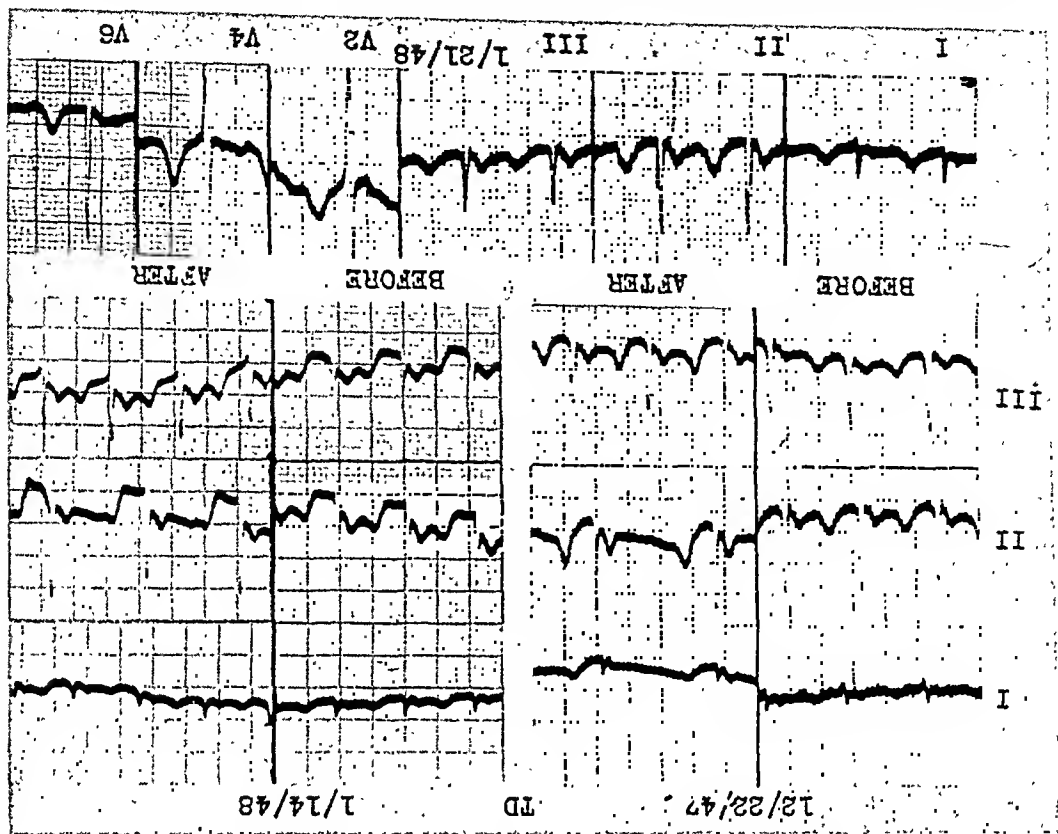 12/22/47 TD 1/14/48
I
II
III
BEFORE AFTER BEFORE AFTER
I II III 1/21/48 V2 V4 V6